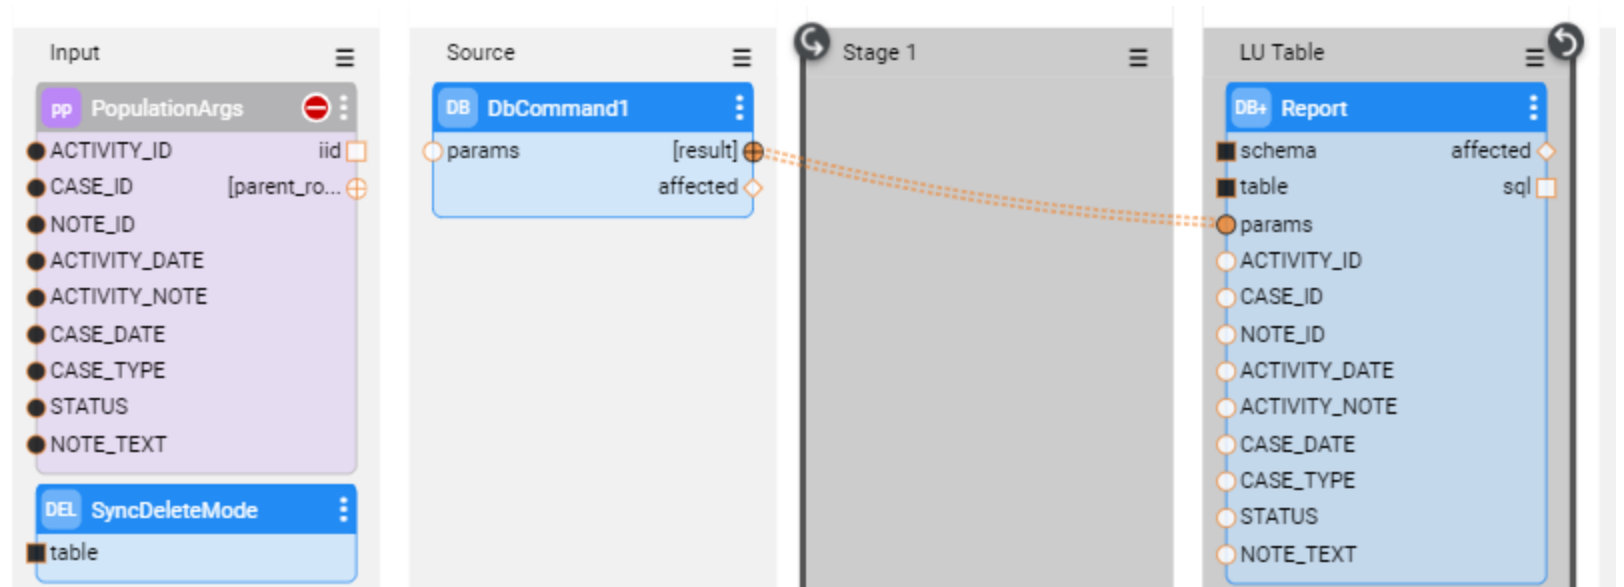 Input
pp PopulationArgs
ACTIVITY_ID iid
CASE_ID [parent_ro...
NOTE_ID
ACTIVITY_DATE
ACTIVITY_NOTE
CASE_DATE
CASE_TYPE
STATUS
NOTE_TEXT
DEL SyncDeleteMode
table
Source
DB DbCommand1
params [result]
affected
Stage 1
LU Table
DB+ Report
schema affected
table sql
params
ACTIVITY_ID
CASE_ID
NOTE_ID
ACTIVITY_DATE
ACTIVITY_NOTE
CASE_DATE
CASE_TYPE
STATUS
NOTE_TEXT